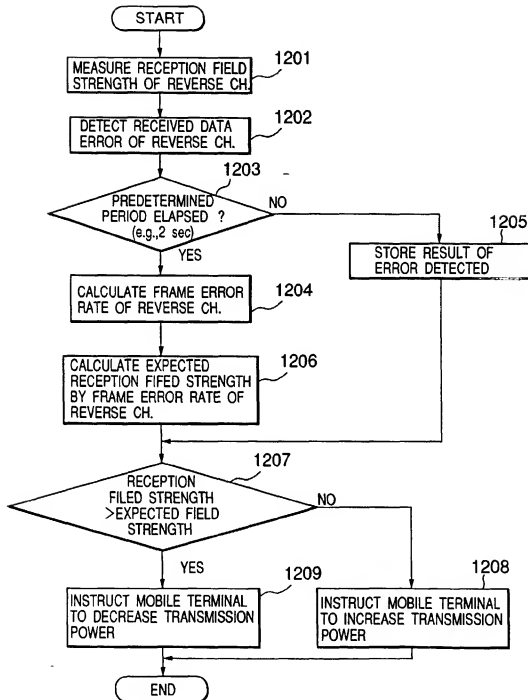 START
1201
MEASURE RECEPTION FIELD
STRENGTH OF REVERSE CH.
1202
DETECT RECEIVED DATA
ERROR OF REVERSE CH.
1203
PREDETERMINED
PERIOD ELAPSED ?
(e.g.,2 sec)
NO
YES
1205
STORE RESULT OF
ERROR DETECTED
1204
CALCULATE FRAME ERROR
RATE OF REVERSE CH.
1206
CALCULATE EXPECTED
RECEPTION FIFED STRENGTH
BY FRAME ERROR RATE OF
REVERSE CH.
1207
RECEPTION
FILED STRENGTH
>EXPECTED FIELD
STRENGTH
NO
YES
1209
INSTRUCT MOBILE TERMINAL
TO DECREASE TRANSMISSION
POWER
1208
INSTRUCT MOBILE TERMINAL
TO INCREASE TRANSMISSION
POWER
END